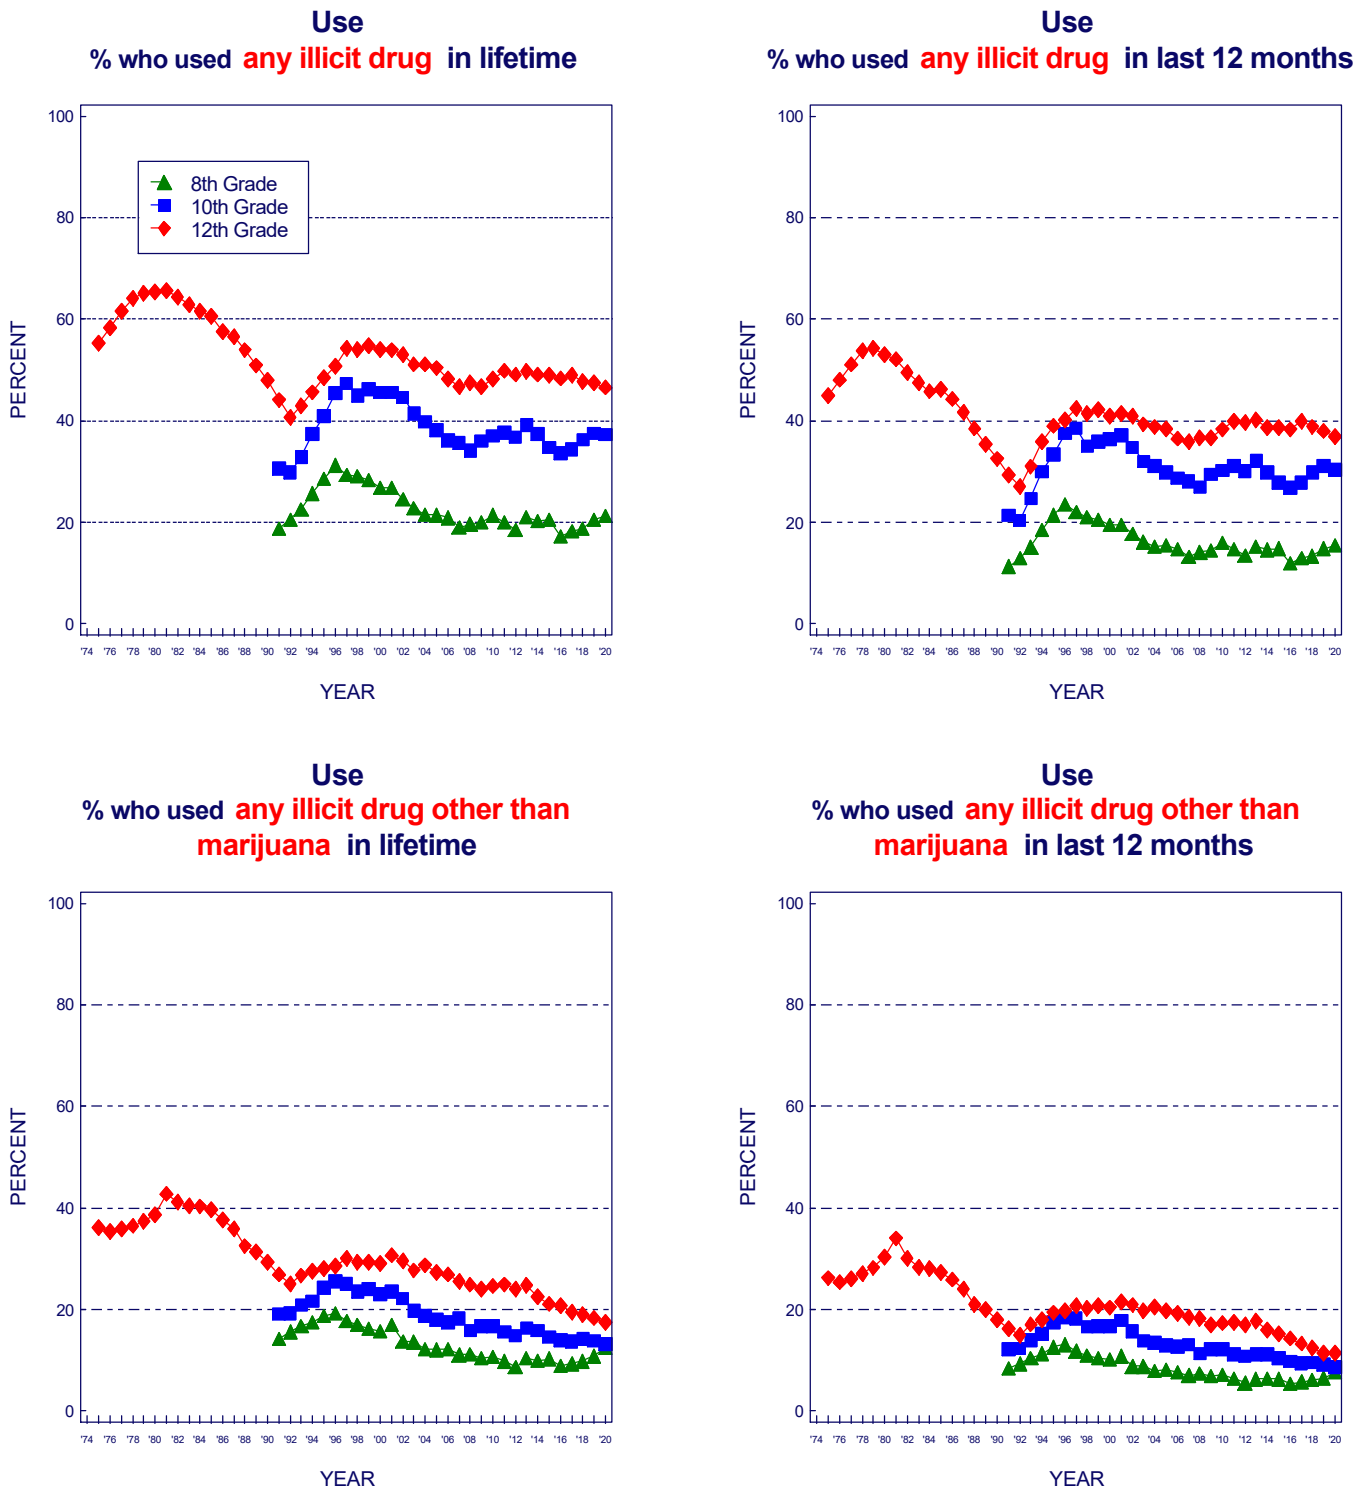 Use
% who used any illicit drug in lifetime
100
80
60
40
20
0
PERCENT
8th Grade
10th Grade
12th Grade
'74 '76 '78 '80 '82 '84 '86 '88 '90 '92 '94 '96 '98 '00 '02 '04 '06 '08 '10 '12 '14 '16 '18 '20
YEAR
Use
% who used any illicit drug in last 12 months
100
80
60
40
20
0
PERCENT
'74 '76 '78 '80 '82 '84 '86 '88 '90 '92 '94 '96 '98 '00 '02 '04 '06 '08 '10 '12 '14 '16 '18 '20
YEAR
Use
% who used any illicit drug other than
marijuana in lifetime
100
80
60
40
20
0
PERCENT
'74 '76 '78 '80 '82 '84 '86 '88 '90 '92 '94 '96 '98 '00 '02 '04 '06 '08 '10 '12 '14 '16 '18 '20
YEAR
Use
% who used any illicit drug other than
marijuana in last 12 months
100
80
60
40
20
0
PERCENT
'74 '76 '78 '80 '82 '84 '86 '88 '90 '92 '94 '96 '98 '00 '02 '04 '06 '08 '10 '12 '14 '16 '18 '20
YEAR